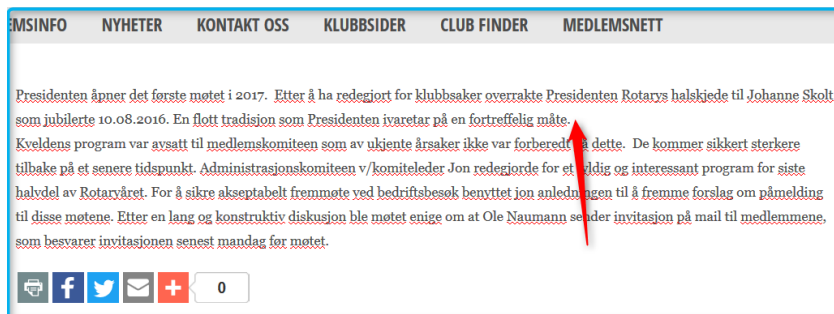 EMSINFO NYHETER KONTAKT OSS KLUBBSIDER CLUB FINDER MEDLEMSNETT
Presidenten åpner det første møtet i 2017. Etter å ha redegjort for klubbsaker overrakte Presidenten Rotarys halskjede til Johanne Skolt
som jubilerte 10.08.2016. En flott tradisjon som Presidenten ivaretar på en fortreffelig måte.
Kveldens program var avsatt til medlemskomiteen som av ukjente årsaker ikke var forberedt på dette. De kommer sikkert sterkere
tilbake på et senere tidspunkt. Administrasjonskomiteen v/komiteleder Jon redegjorde for et fyldig og interessant program for siste
halvdel av Rotaryåret. For å sikre akseptabelt fremmøte ved bedriftsbesøk benyttet jon anledningen til å fremme forslag om påmelding
til disse møtene. Etter en lang og konstruktiv diskusjon ble møtet enige om at Ole Naumann sender invitasjon på mail til medlemmene,
som besvarer invitasjonen senest mandag før møtet.
0